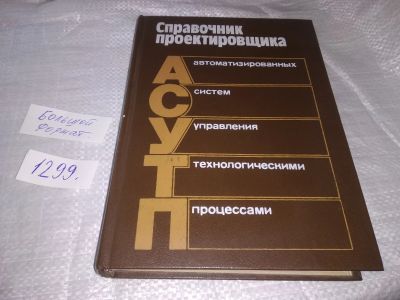 Справочник
проектировщика
А автоматизированных
С систем
У управления
Т технологическими
П процессами
БОЛЬШОЙ
формат.
1299.